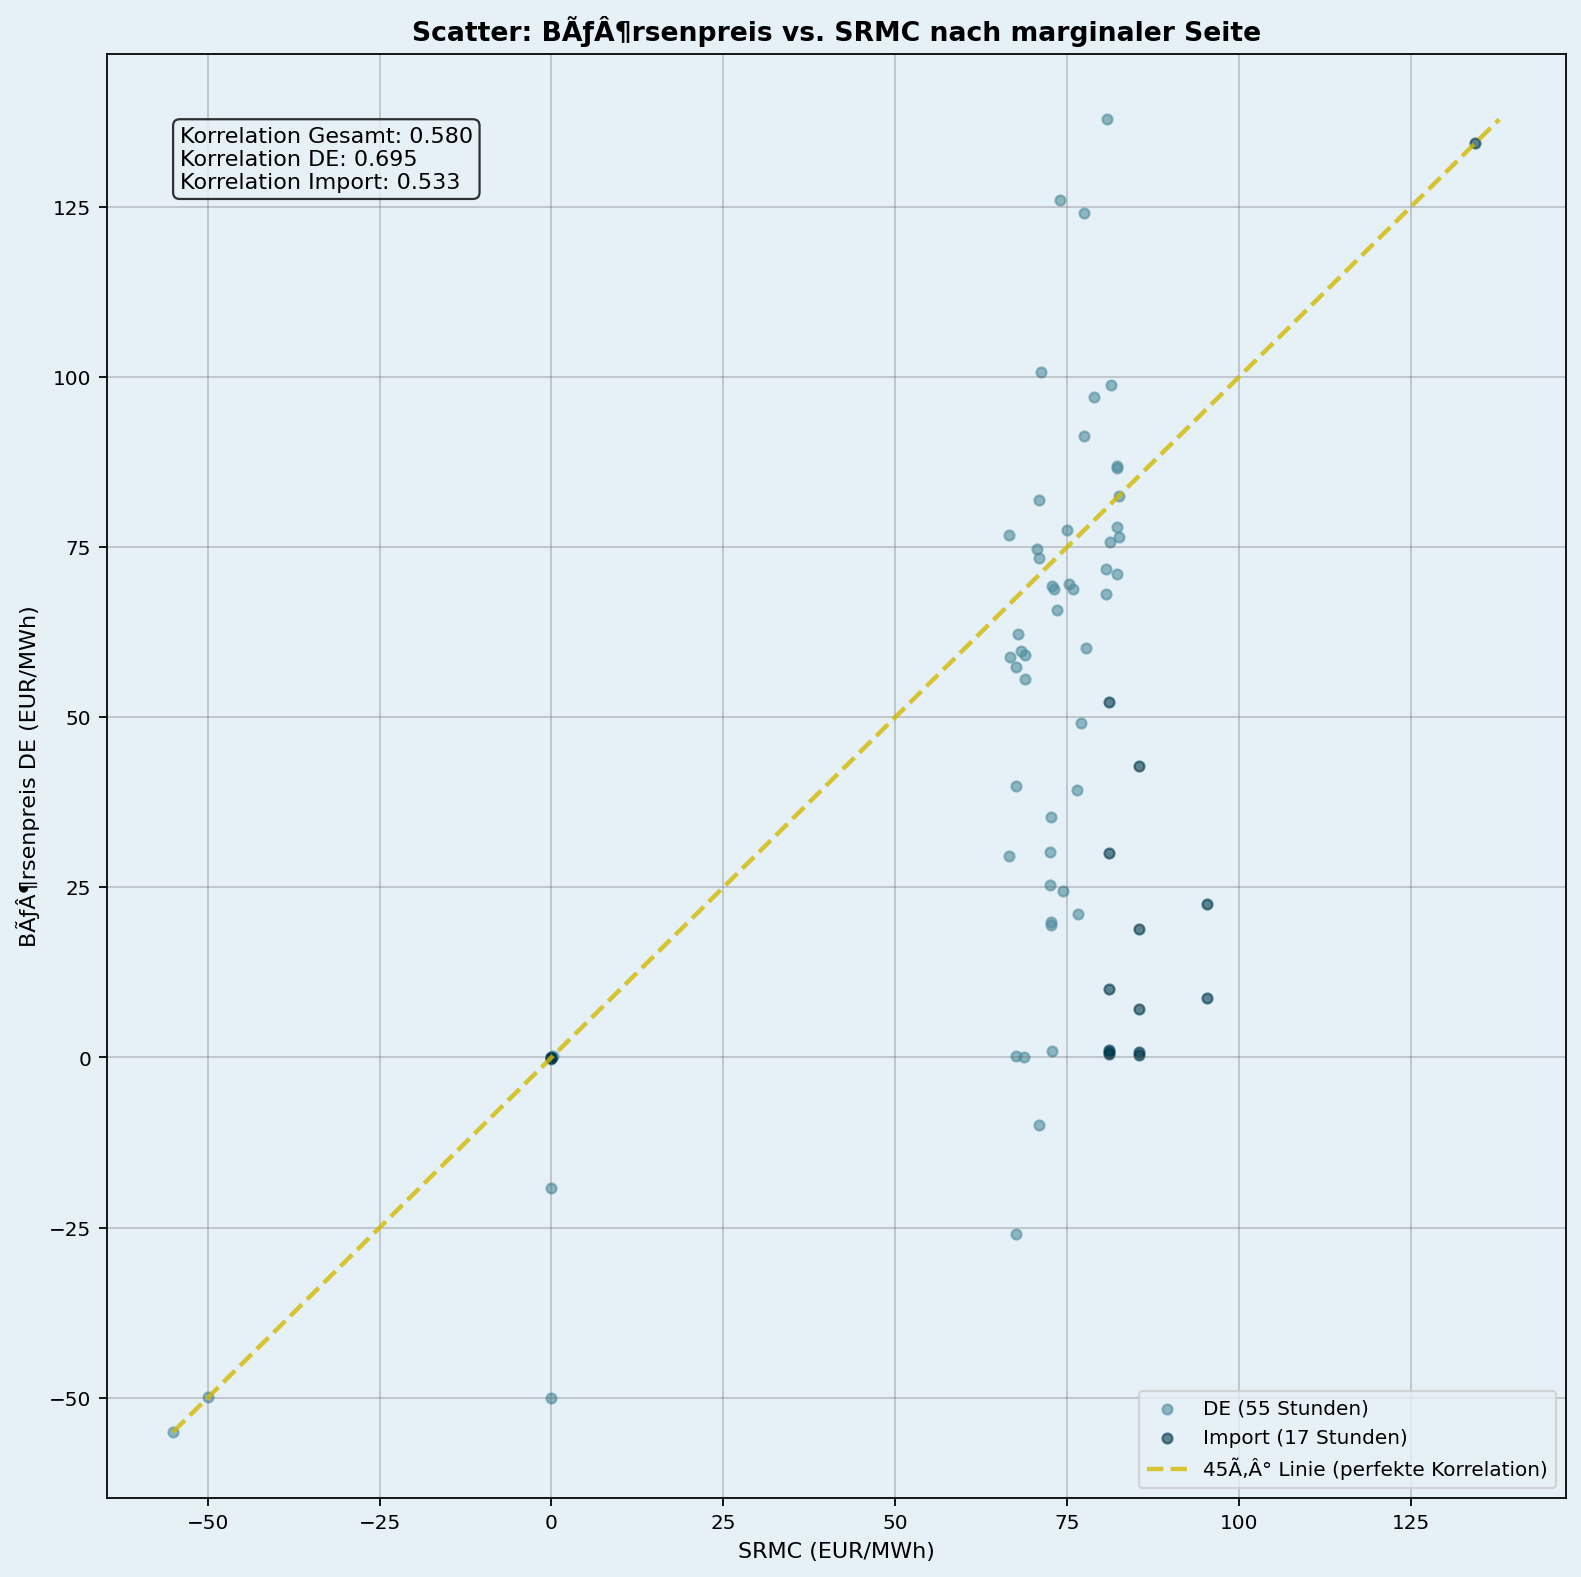 Scatter: BÃƒÂ¶rsenpreis vs. SRMC nach marginaler Seite
Korrelation Gesamt: 0.580
Korrelation DE: 0.695
Korrelation Import: 0.533
BÃƒÂ¶rsenpreis DE (EUR/MWh)
125
100
75
50
25
0
−25
−50
DE (55 Stunden)
Import (17 Stunden)
45Ã‚Â° Linie (perfekte Korrelation)
−50 −25 0 25 50 75 100 125
SRMC (EUR/MWh)